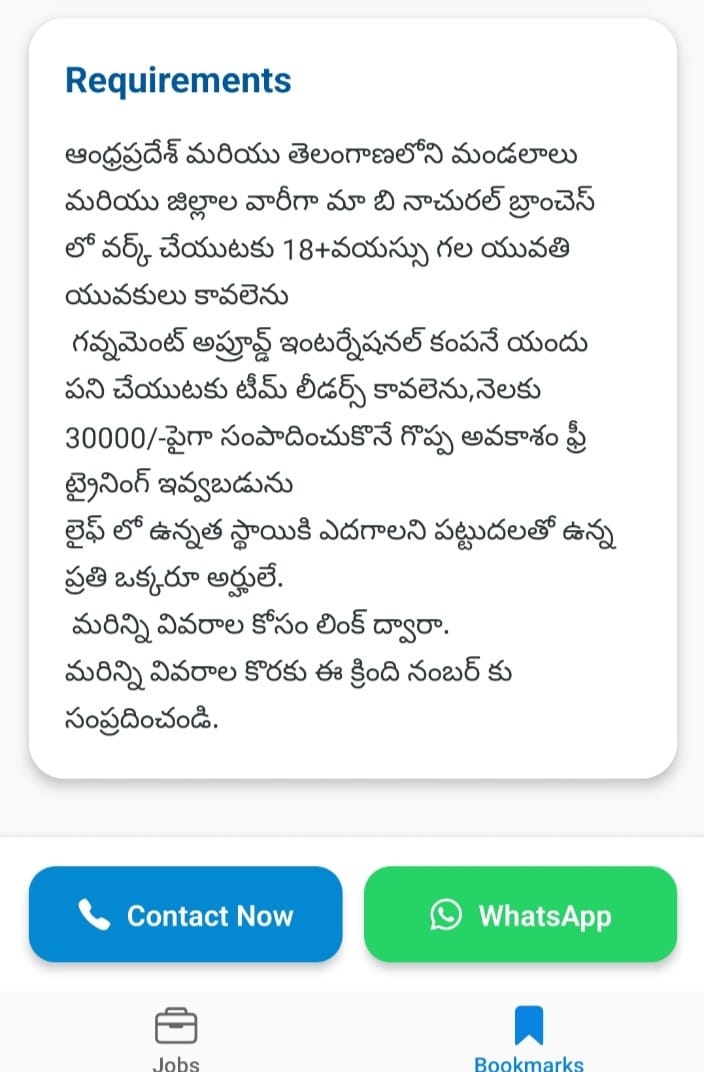 Requirements
ఆంధ్రప్రదేశ్ మరియు తెలంగాణలోని మండలాలు
మరియు జిల్లాల వారీగా మా బి నాచురల్ బ్రాంచెస్
లో వర్క్ చేయుటకు 18+వయస్సు గల యువతి
యువకులు కావలెను
గవ్నమెంట్ అప్రూవ్డ్ ఇంటర్నేషనల్ కంపనే యందు
పని చేయుటకు టీమ్ లీడర్స్ కావలెను,నెలకు
30000/-పైగా సంపాదించుకొనే గొప్ప అవకాశం ఫ్రీ
ట్రైనింగ్ ఇవ్వబడును
లైఫ్ లో ఉన్నత స్థాయికి ఎదగాలని పట్టుదలతో ఉన్న
ప్రతి ఒక్కరూ అర్హులే.
మరిన్ని వివరాల కోసం లింక్ ద్వారా.
మరిన్ని వివరాల కొరకు ఈ క్రింది నంబర్ కు
సంప్రదించండి.
Contact Now
WhatsApp
Jobs
Bookmarks